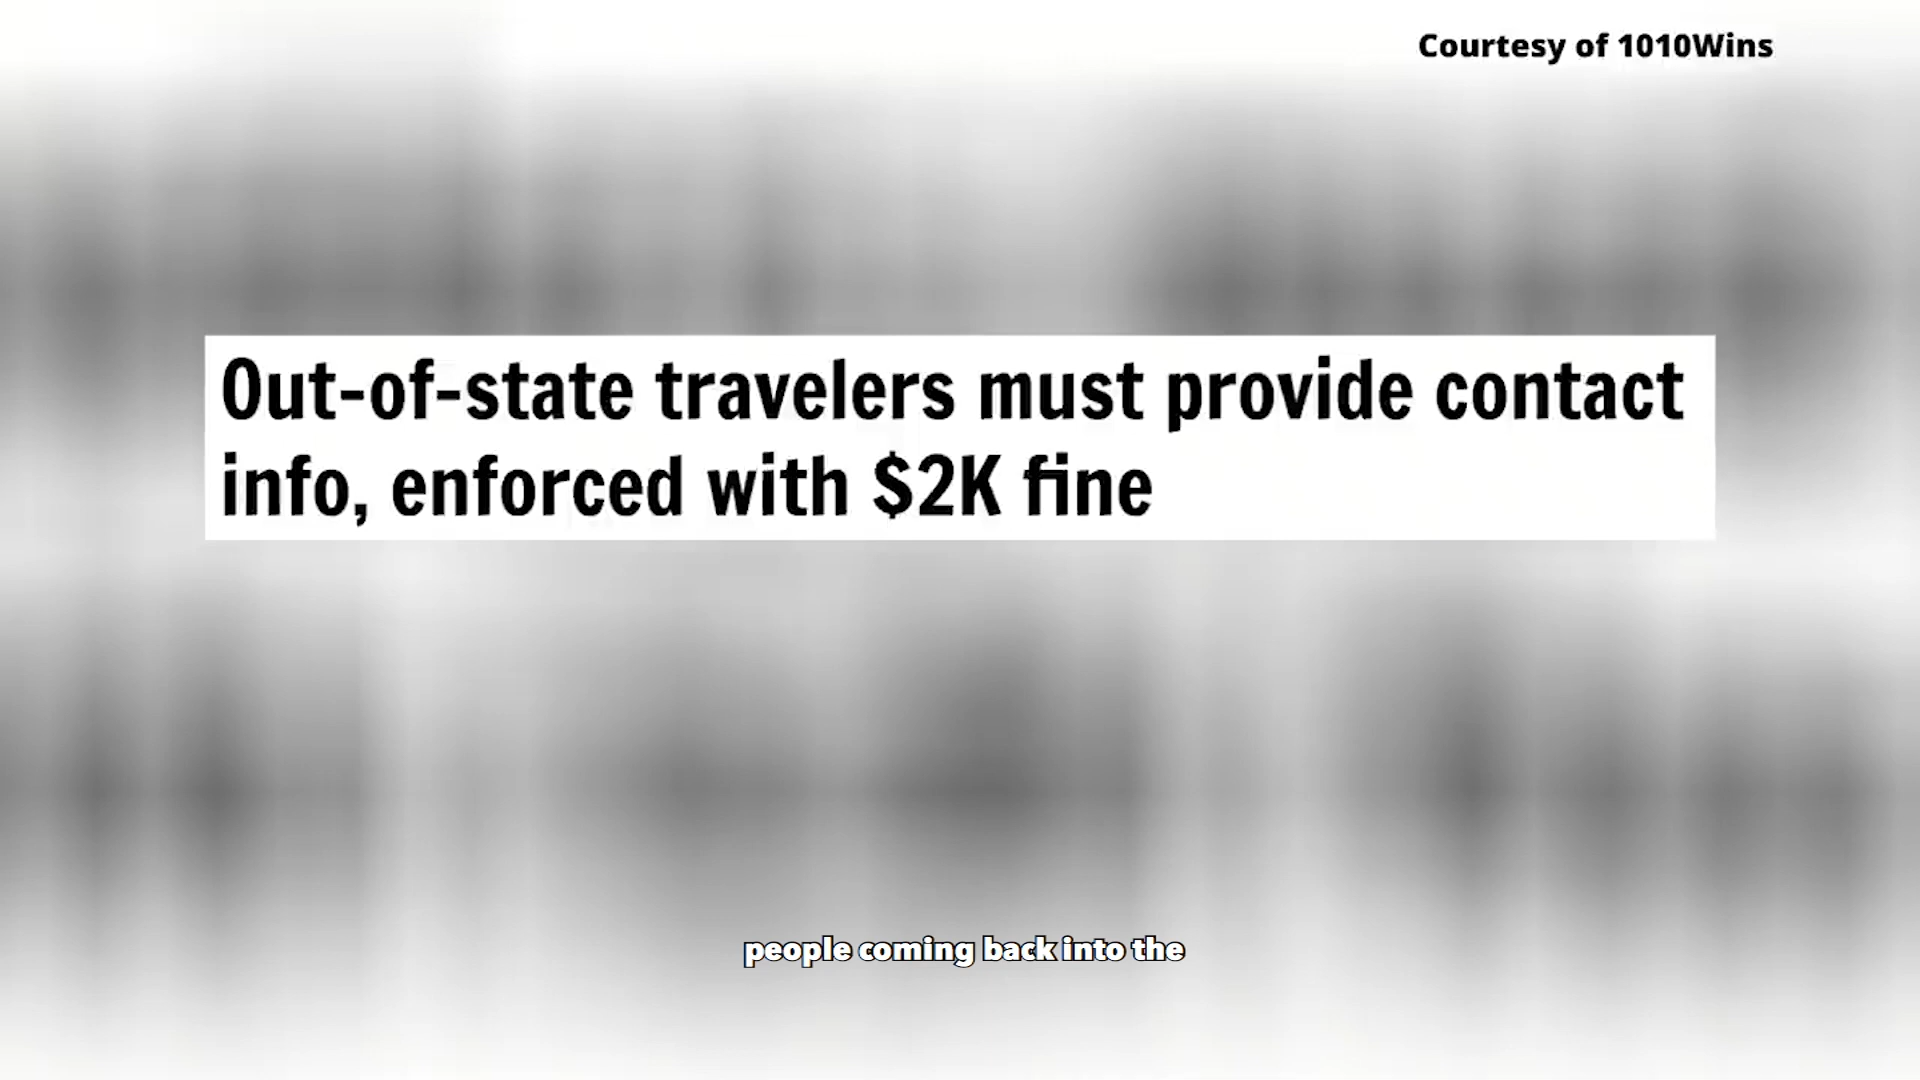 Courtesy of 1010Wins
Out-of-state travelers must provide contact
info, enforced with $2K fine
people coming back into the